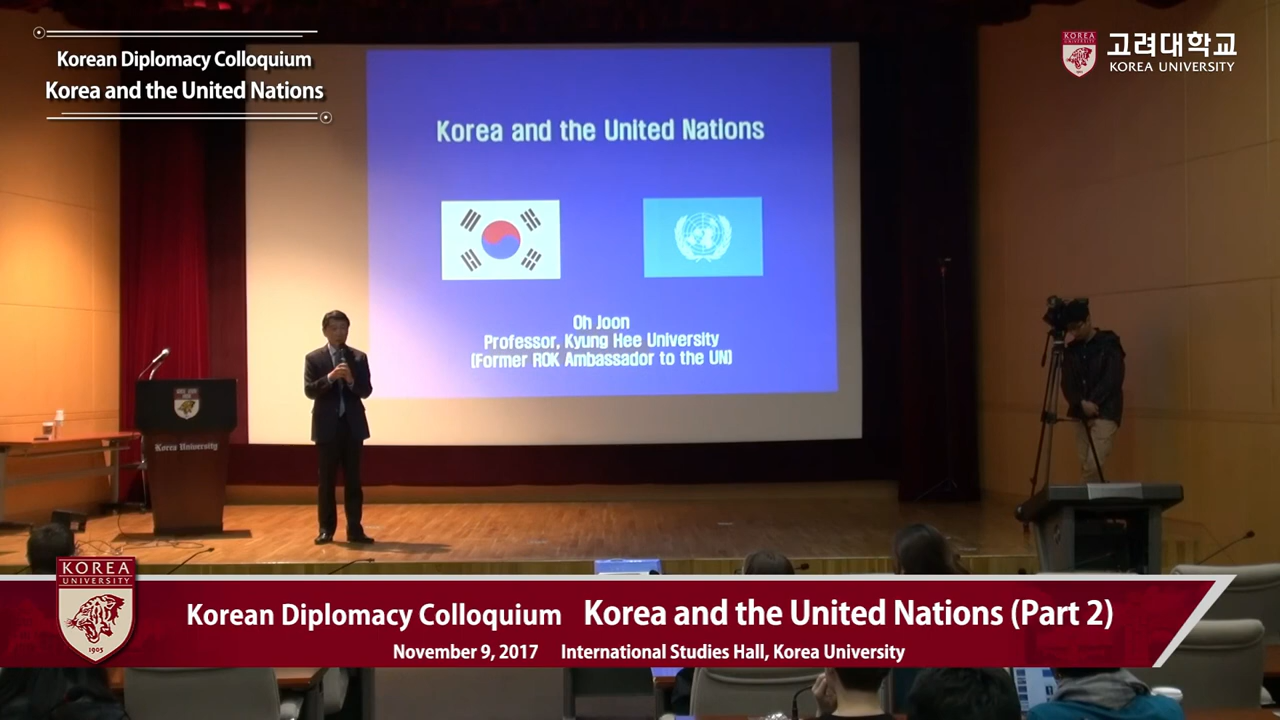 Korean Diplomacy Colloquium
Korea and the United Nations
KOREA
UNIVERSITY
고려대학교
KOREA UNIVERSITY
Korea and the United Nations
Oh Joon
Professor, Kyung Hee University
(Former ROK Ambassador to the UN)
Korea University
KOREA
UNIVERSITY
1905
Korean Diplomacy Colloquium Korea and the United Nations (Part 2)
November 9, 2017 International Studies Hall, Korea University